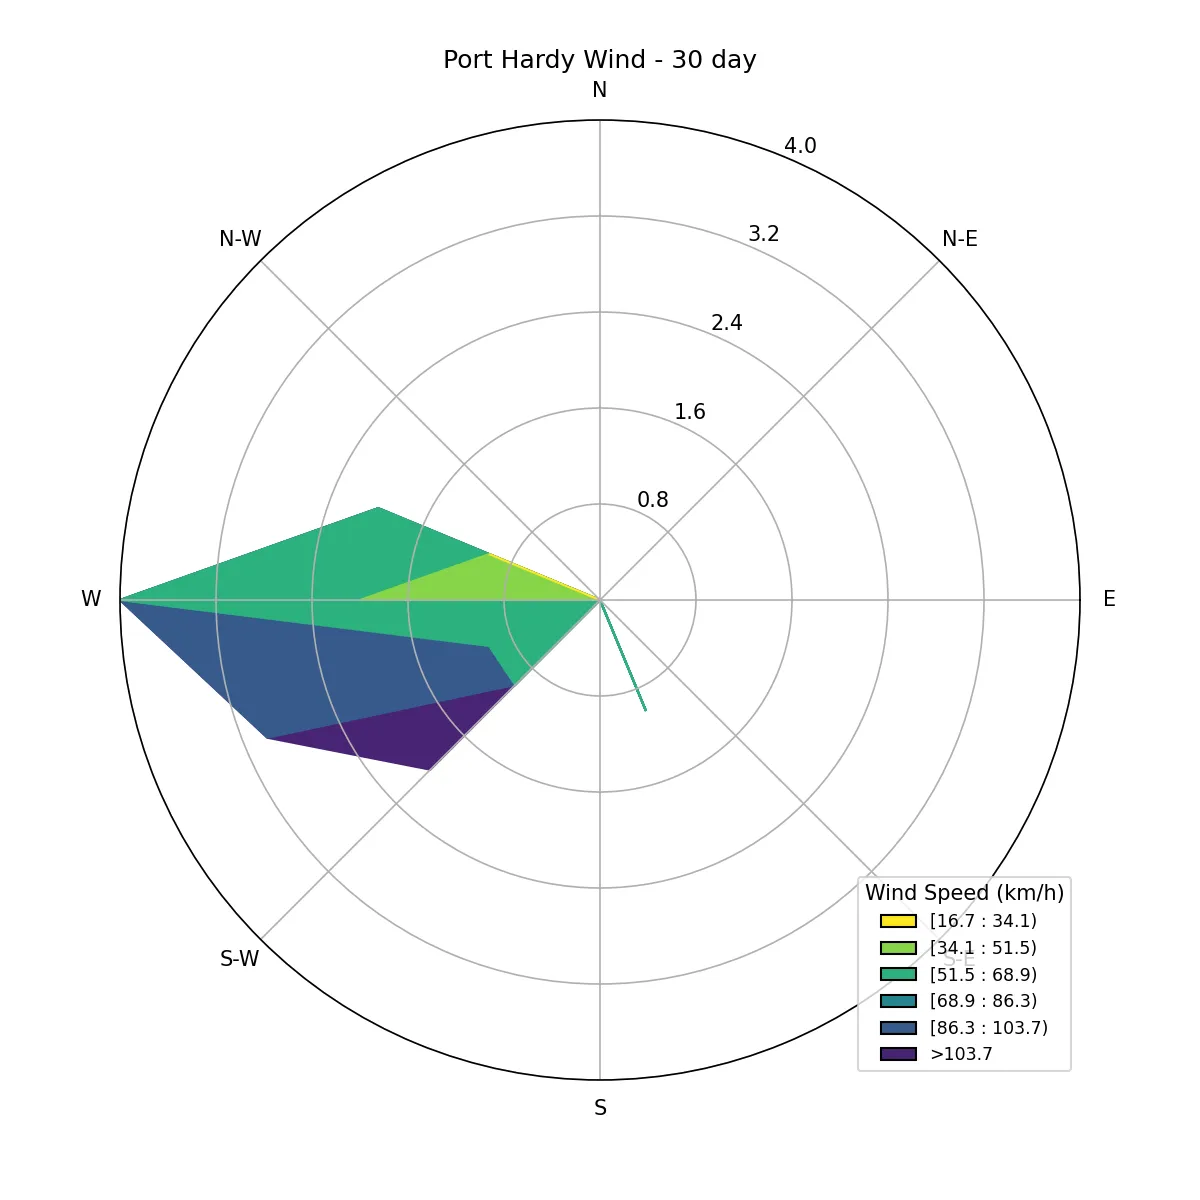 Port Hardy Wind - 30 day
N
4.0
N-W
3.2
N-E
2.4
1.6
0.8
W
E
S-W
S-E
S
Wind Speed (km/h)
[16.7 : 34.1)
[34.1 : 51.5)
[51.5 : 68.9)
[68.9 : 86.3)
[86.3 : 103.7)
>103.7